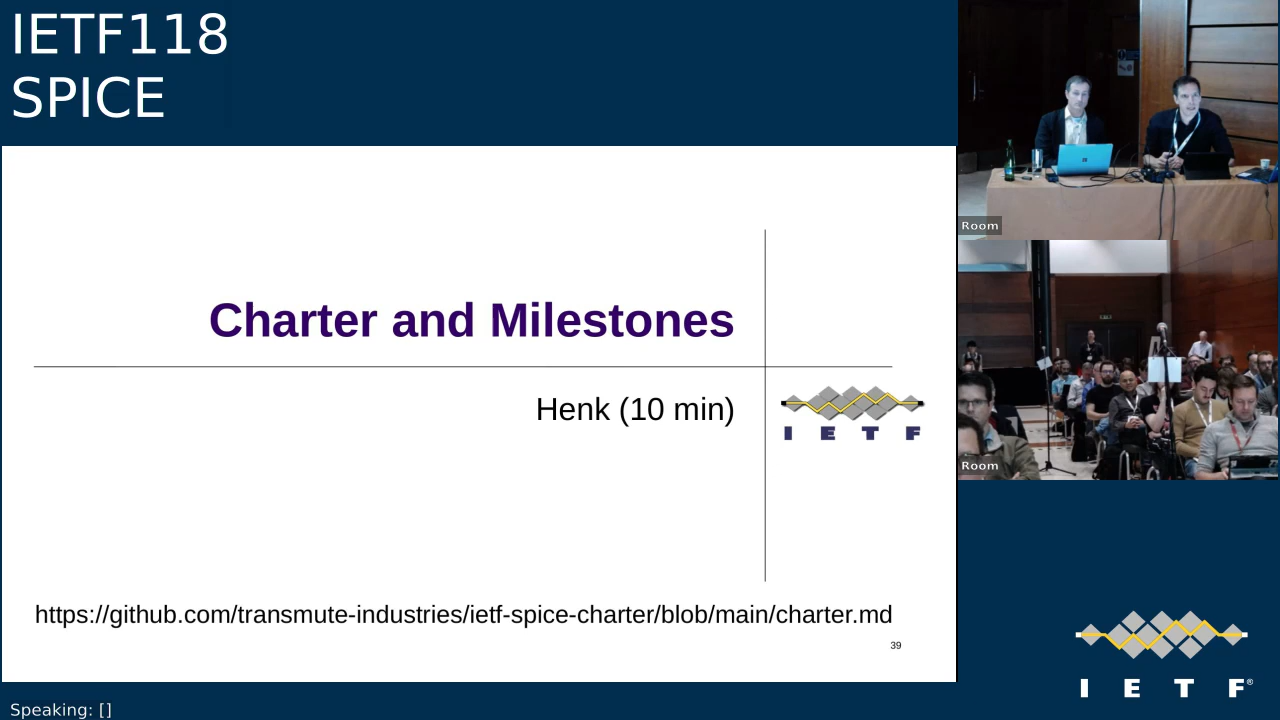 IETF118
SPICE
Charter and Milestones
Henk (10 min)
I E T F
https://github.com/transmute-industries/ietf-spice-charter/blob/main/charter.md
39
Room
Room
I E T F®
Speaking: []